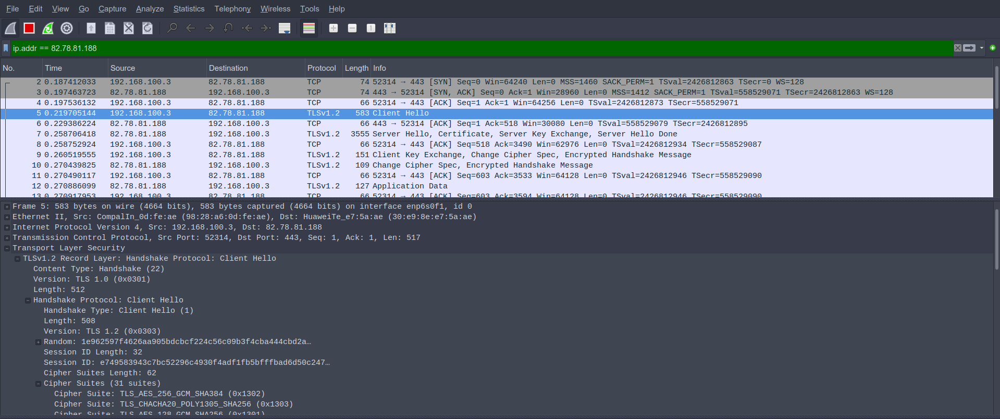 File Edit View Go Capture Analyze Statistics Telephony Wireless Tools Help
ip.addr == 82.78.81.188
No. Time Source Destination Protocol Length Info
2 0.187412033 192.168.100.3 82.78.81.188 TCP 74 52314 → 443 [SYN] Seq=0 Win=64240 Len=0 MSS=1460 SACK_PERM=1 TSval=2426812863 TSecr=0 WS=128
3 0.197463723 82.78.81.188 192.168.100.3 TCP 74 443 → 52314 [SYN, ACK] Seq=0 Ack=1 Win=28960 Len=0 MSS=1412 SACK_PERM=1 TSval=558529071 TSecr=2426812863 WS=128
4 0.197536132 192.168.100.3 82.78.81.188 TCP 66 52314 → 443 [ACK] Seq=1 Ack=1 Win=64256 Len=0 TSval=2426812873 TSecr=558529071
5 0.219705144 192.168.100.3 82.78.81.188 TLSv1.2 583 Client Hello
6 0.229386224 82.78.81.188 192.168.100.3 TCP 66 443 → 52314 [ACK] Seq=1 Ack=518 Win=30080 Len=0 TSval=558529079 TSecr=2426812895
7 0.258706418 82.78.81.188 192.168.100.3 TLSv1.2 3555 Server Hello, Certificate, Server Key Exchange, Server Hello Done
8 0.258752924 192.168.100.3 82.78.81.188 TCP 66 52314 → 443 [ACK] Seq=518 Ack=3490 Win=62976 Len=0 TSval=2426812934 TSecr=558529087
9 0.260519555 192.168.100.3 82.78.81.188 TLSv1.2 151 Client Key Exchange, Change Cipher Spec, Encrypted Handshake Message
10 0.270439825 82.78.81.188 192.168.100.3 TLSv1.2 109 Change Cipher Spec, Encrypted Handshake Message
11 0.270490117 192.168.100.3 82.78.81.188 TCP 66 52314 → 443 [ACK] Seq=603 Ack=3533 Win=64128 Len=0 TSval=2426812946 TSecr=558529090
12 0.270886099 82.78.81.188 192.168.100.3 TLSv1.2 127 Application Data
13 0.270917953 192.168.100.3 82.78.81.188 TCP 66 52314 → 443 [ACK] Seq=603 Ack=3594 Win=64128 Len=0 TSval=2426812946 TSecr=558529090
Frame 5: 583 bytes on wire (4664 bits), 583 bytes captured (4664 bits) on interface enp6s0f1, id 0
Ethernet II, Src: CompalIn_0d:fe:ae (98:28:a6:0d:fe:ae), Dst: HuaweiTe_e7:5a:ae (30:e9:8e:e7:5a:ae)
Internet Protocol Version 4, Src: 192.168.100.3, Dst: 82.78.81.188
Transmission Control Protocol, Src Port: 52314, Dst Port: 443, Seq: 1, Ack: 1, Len: 517
Transport Layer Security
TLSv1.2 Record Layer: Handshake Protocol: Client Hello
Content Type: Handshake (22)
Version: TLS 1.0 (0x0301)
Length: 512
Handshake Protocol: Client Hello
Handshake Type: Client Hello (1)
Length: 508
Version: TLS 1.2 (0x0303)
Random: 1e962597f4626aa905bdcbcf224c56c09b3f4cba444cbd2a…
Session ID Length: 32
Session ID: e749583943c7bc52296c4930f4adf1fb5bfffbad6d50c247…
Cipher Suites Length: 62
Cipher Suites (31 suites)
Cipher Suite: TLS_AES_256_GCM_SHA384 (0x1302)
Cipher Suite: TLS_CHACHA20_POLY1305_SHA256 (0x1303)
Cipher Suite: TLS_AES_128_GCM_SHA256 (0x1301)